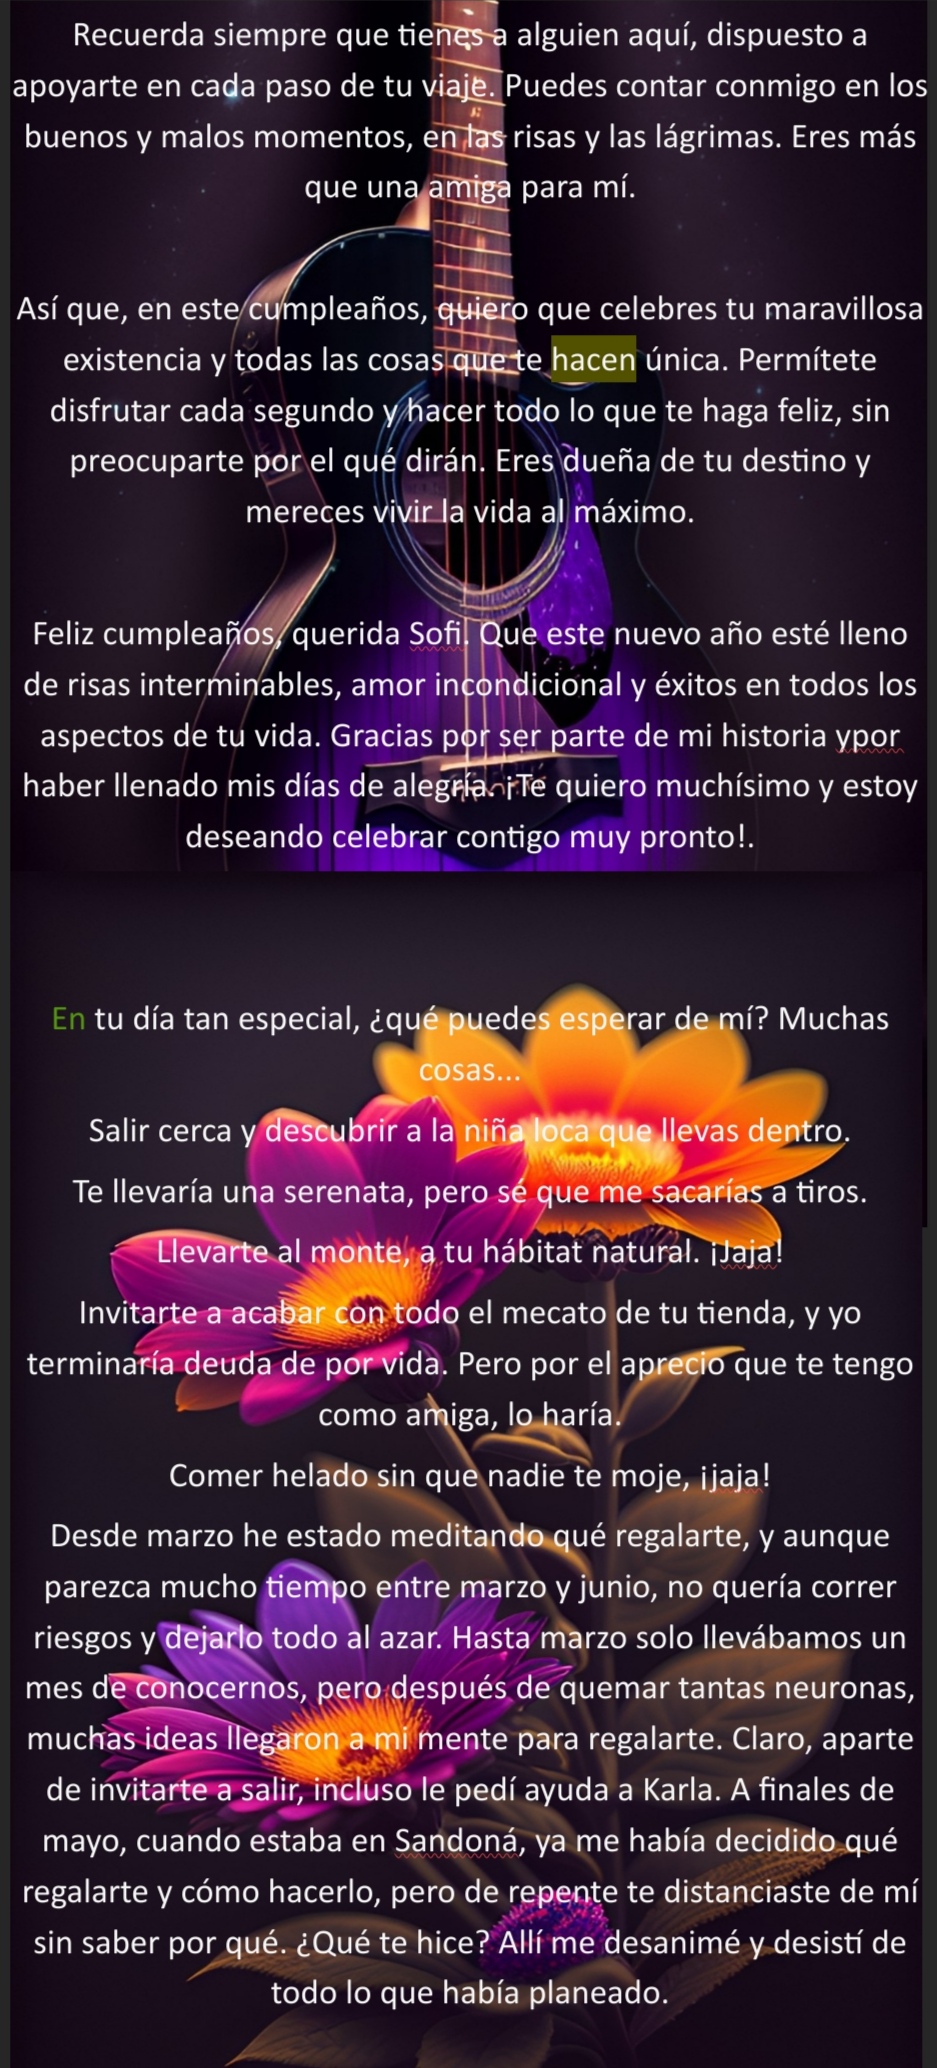 Recuerda siempre que tienes a alguien aquí, dispuesto a
apoyarte en cada paso de tu viaje. Puedes contar conmigo en los
buenos y malos momentos, en las risas y las lágrimas. Eres más
que una amiga para mí.
Así que, en este cumpleaños, quiero que celebres tu maravillosa
existencia y todas las cosas que te hacen única. Permítete
disfrutar cada segundo y hacer todo lo que te haga feliz, sin
preocuparte por el qué dirán. Eres dueña de tu destino y
mereces vivir la vida al máximo.
Feliz cumpleaños, querida Sofi. Que este nuevo año esté lleno
de risas interminables, amor incondicional y éxitos en todos los
aspectos de tu vida. Gracias por ser parte de mi historia ypor
haber llenado mis días de alegría. ¡Te quiero muchísimo y estoy
deseando celebrar contigo muy pronto!.
En tu día tan especial, ¿qué puedes esperar de mí? Muchas
cosas...
Salir cerca y descubrir a la niña loca que llevas dentro.
Te llevaría una serenata, pero sé que me sacarías a tiros.
Llevarte al monte, a tu hábitat natural. ¡Jaja!
Invitarte a acabar con todo el mecato de tu tienda, y yo
terminaría deuda de por vida. Pero por el aprecio que te tengo
como amiga, lo haría.
Comer helado sin que nadie te moje, ¡jaja!
Desde marzo he estado meditando qué regalarte, y aunque
parezca mucho tiempo entre marzo y junio, no quería correr
riesgos y dejarlo todo al azar. Hasta marzo solo llevábamos un
mes de conocernos, pero después de quemar tantas neuronas,
muchas ideas llegaron a mi mente para regalarte. Claro, aparte
de invitarte a salir, incluso le pedí ayuda a Karla. A finales de
mayo, cuando estaba en Sandoná, ya me había decidido qué
regalarte y cómo hacerlo, pero de repente te distanciaste de mí
sin saber por qué. ¿Qué te hice? Allí me desanimé y desistí de
todo lo que había planeado.